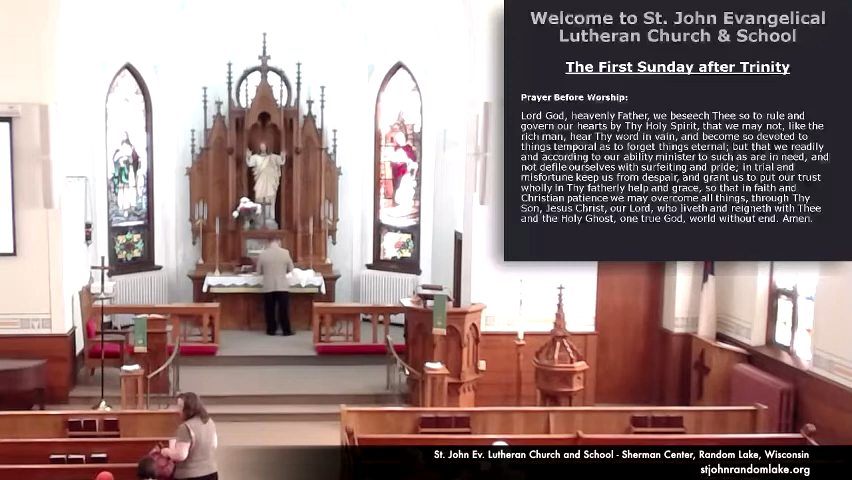 Welcome to St. John Evangelical
Lutheran Church & School
The First Sunday after Trinity
Prayer Before Worship:
Lord God, heavenly Father, we beseech Thee so to rule and
govern our hearts by Thy Holy Spirit, that we may not, like the
rich man, hear Thy word in vain, and become so devoted to
things temporal as to forget things eternal; but that we readily
and according to our ability minister to such as are in need, and
not defile ourselves with surfeiting and pride; in trial and
misfortune keep us from despair, and grant us to put our trust
wholly in Thy fatherly help and grace, so that in faith and
Christian patience we may overcome all things, through Thy
Son, Jesus Christ, our Lord, who liveth and reigneth with Thee
and the Holy Ghost, one true God, world without end. Amen.
St. John Ev. Lutheran Church and School - Sherman Center, Random Lake, Wisconsin
stjohnrandomlake.org